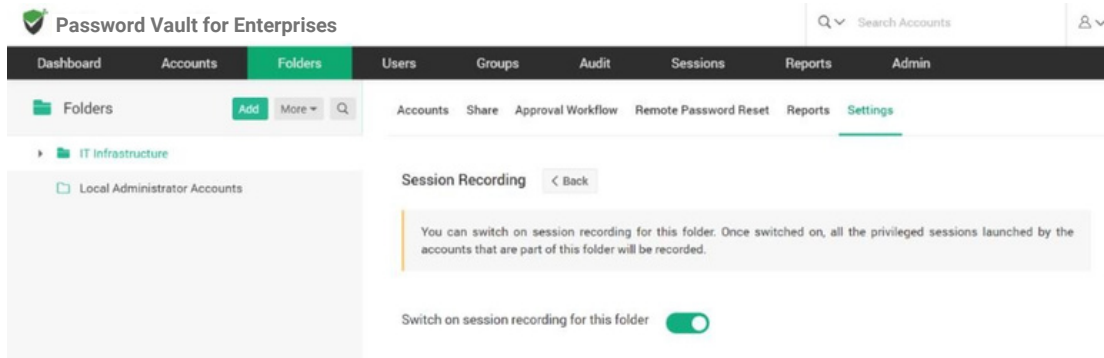 Password Vault for Enterprises
Search Accounts
Dashboard Accounts Folders Users Groups Audit Sessions Reports Admin
Folders Add More
Accounts Share Approval Workflow Remote Password Reset Reports Settings
IT Infrastructure
Local Administrator Accounts
Session Recording < Back
You can switch on session recording for this folder. Once switched on, all the privileged sessions launched by the
accounts that are part of this folder will be recorded.
Switch on session recording for this folder